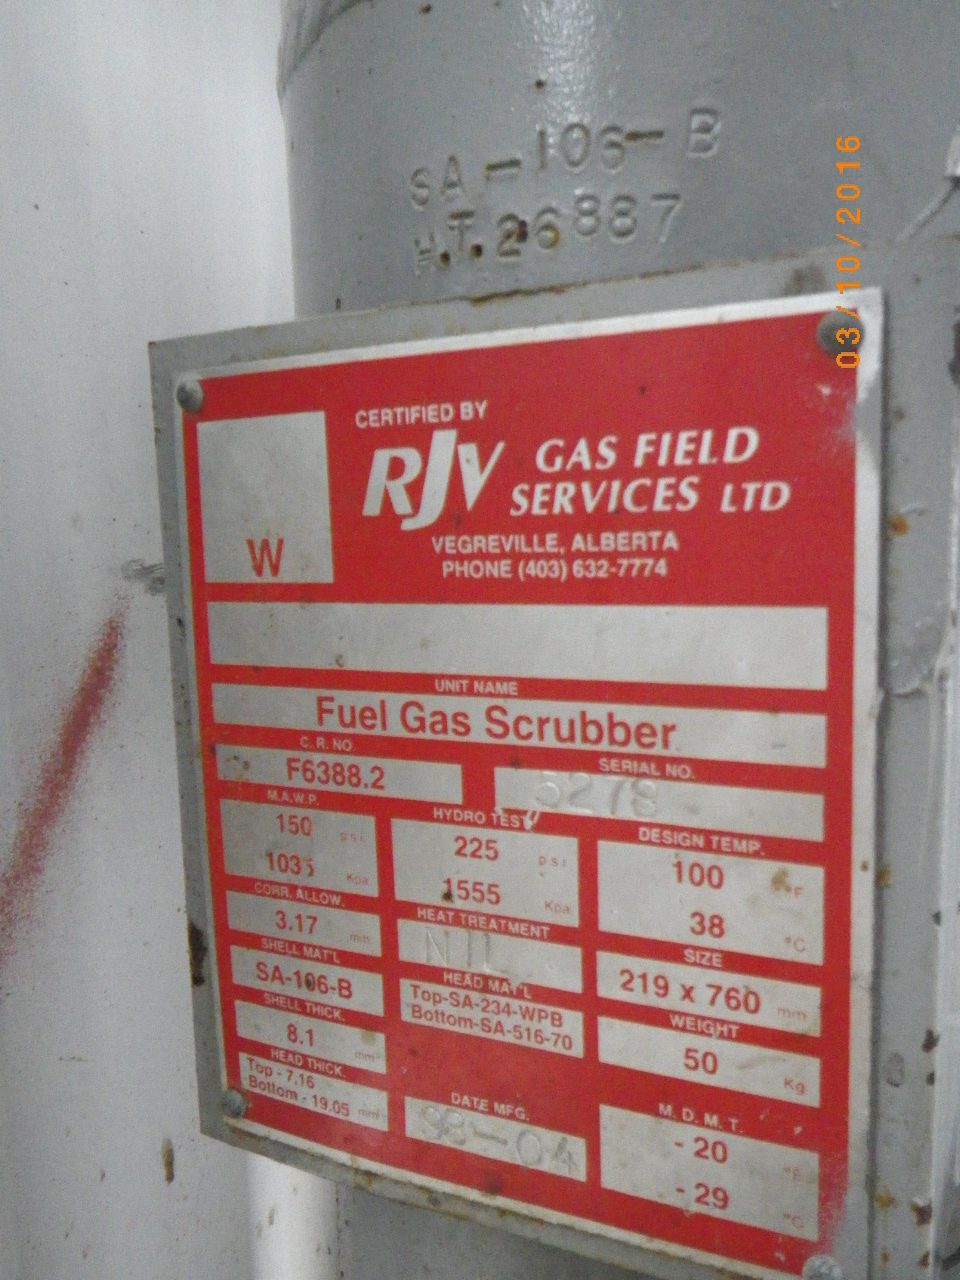 SA-106-B
H.T. 26887
03/10/2016
CERTIFIED BY
RJV GAS FIELD
SERVICES LTD
VEGREVILLE, ALBERTA
PHONE (403) 632-7774
W
UNIT NAME
Fuel Gas Scrubber
C.R. NO.
F6388.2
SERIAL NO.
5278
M.A.W.P.
150 p.s.i.
1035 Kpa
HYDRO TEST
225 p.s.i.
1555 Kpa
DESIGN TEMP.
100 °F
38 °C
CORR. ALLOW.
3.17 mm
HEAT TREATMENT
NIL
SIZE
219 x 760 mm
SHELL MAT'L
SA-106-B
HEAD MAT'L
Top-SA-234-WPB
Bottom-SA-516-70
WEIGHT
50 Kg
SHELL THICK.
8.1 mm
HEAD THICK.
Top - 7.16
Bottom - 19.05 mm
DATE MFG.
98-04
M.D.M.T.
- 20 °F
- 29 °C